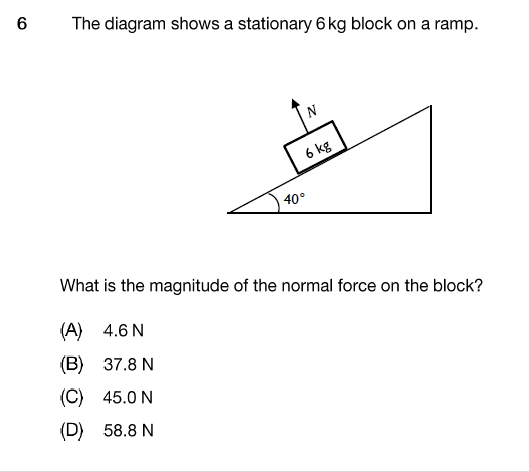 6 The diagram shows a stationary 6 kg block on a ramp.
N
6 kg
40°
What is the magnitude of the normal force on the block?
(A) 4.6 N
(B) 37.8 N
(C) 45.0 N
(D) 58.8 N